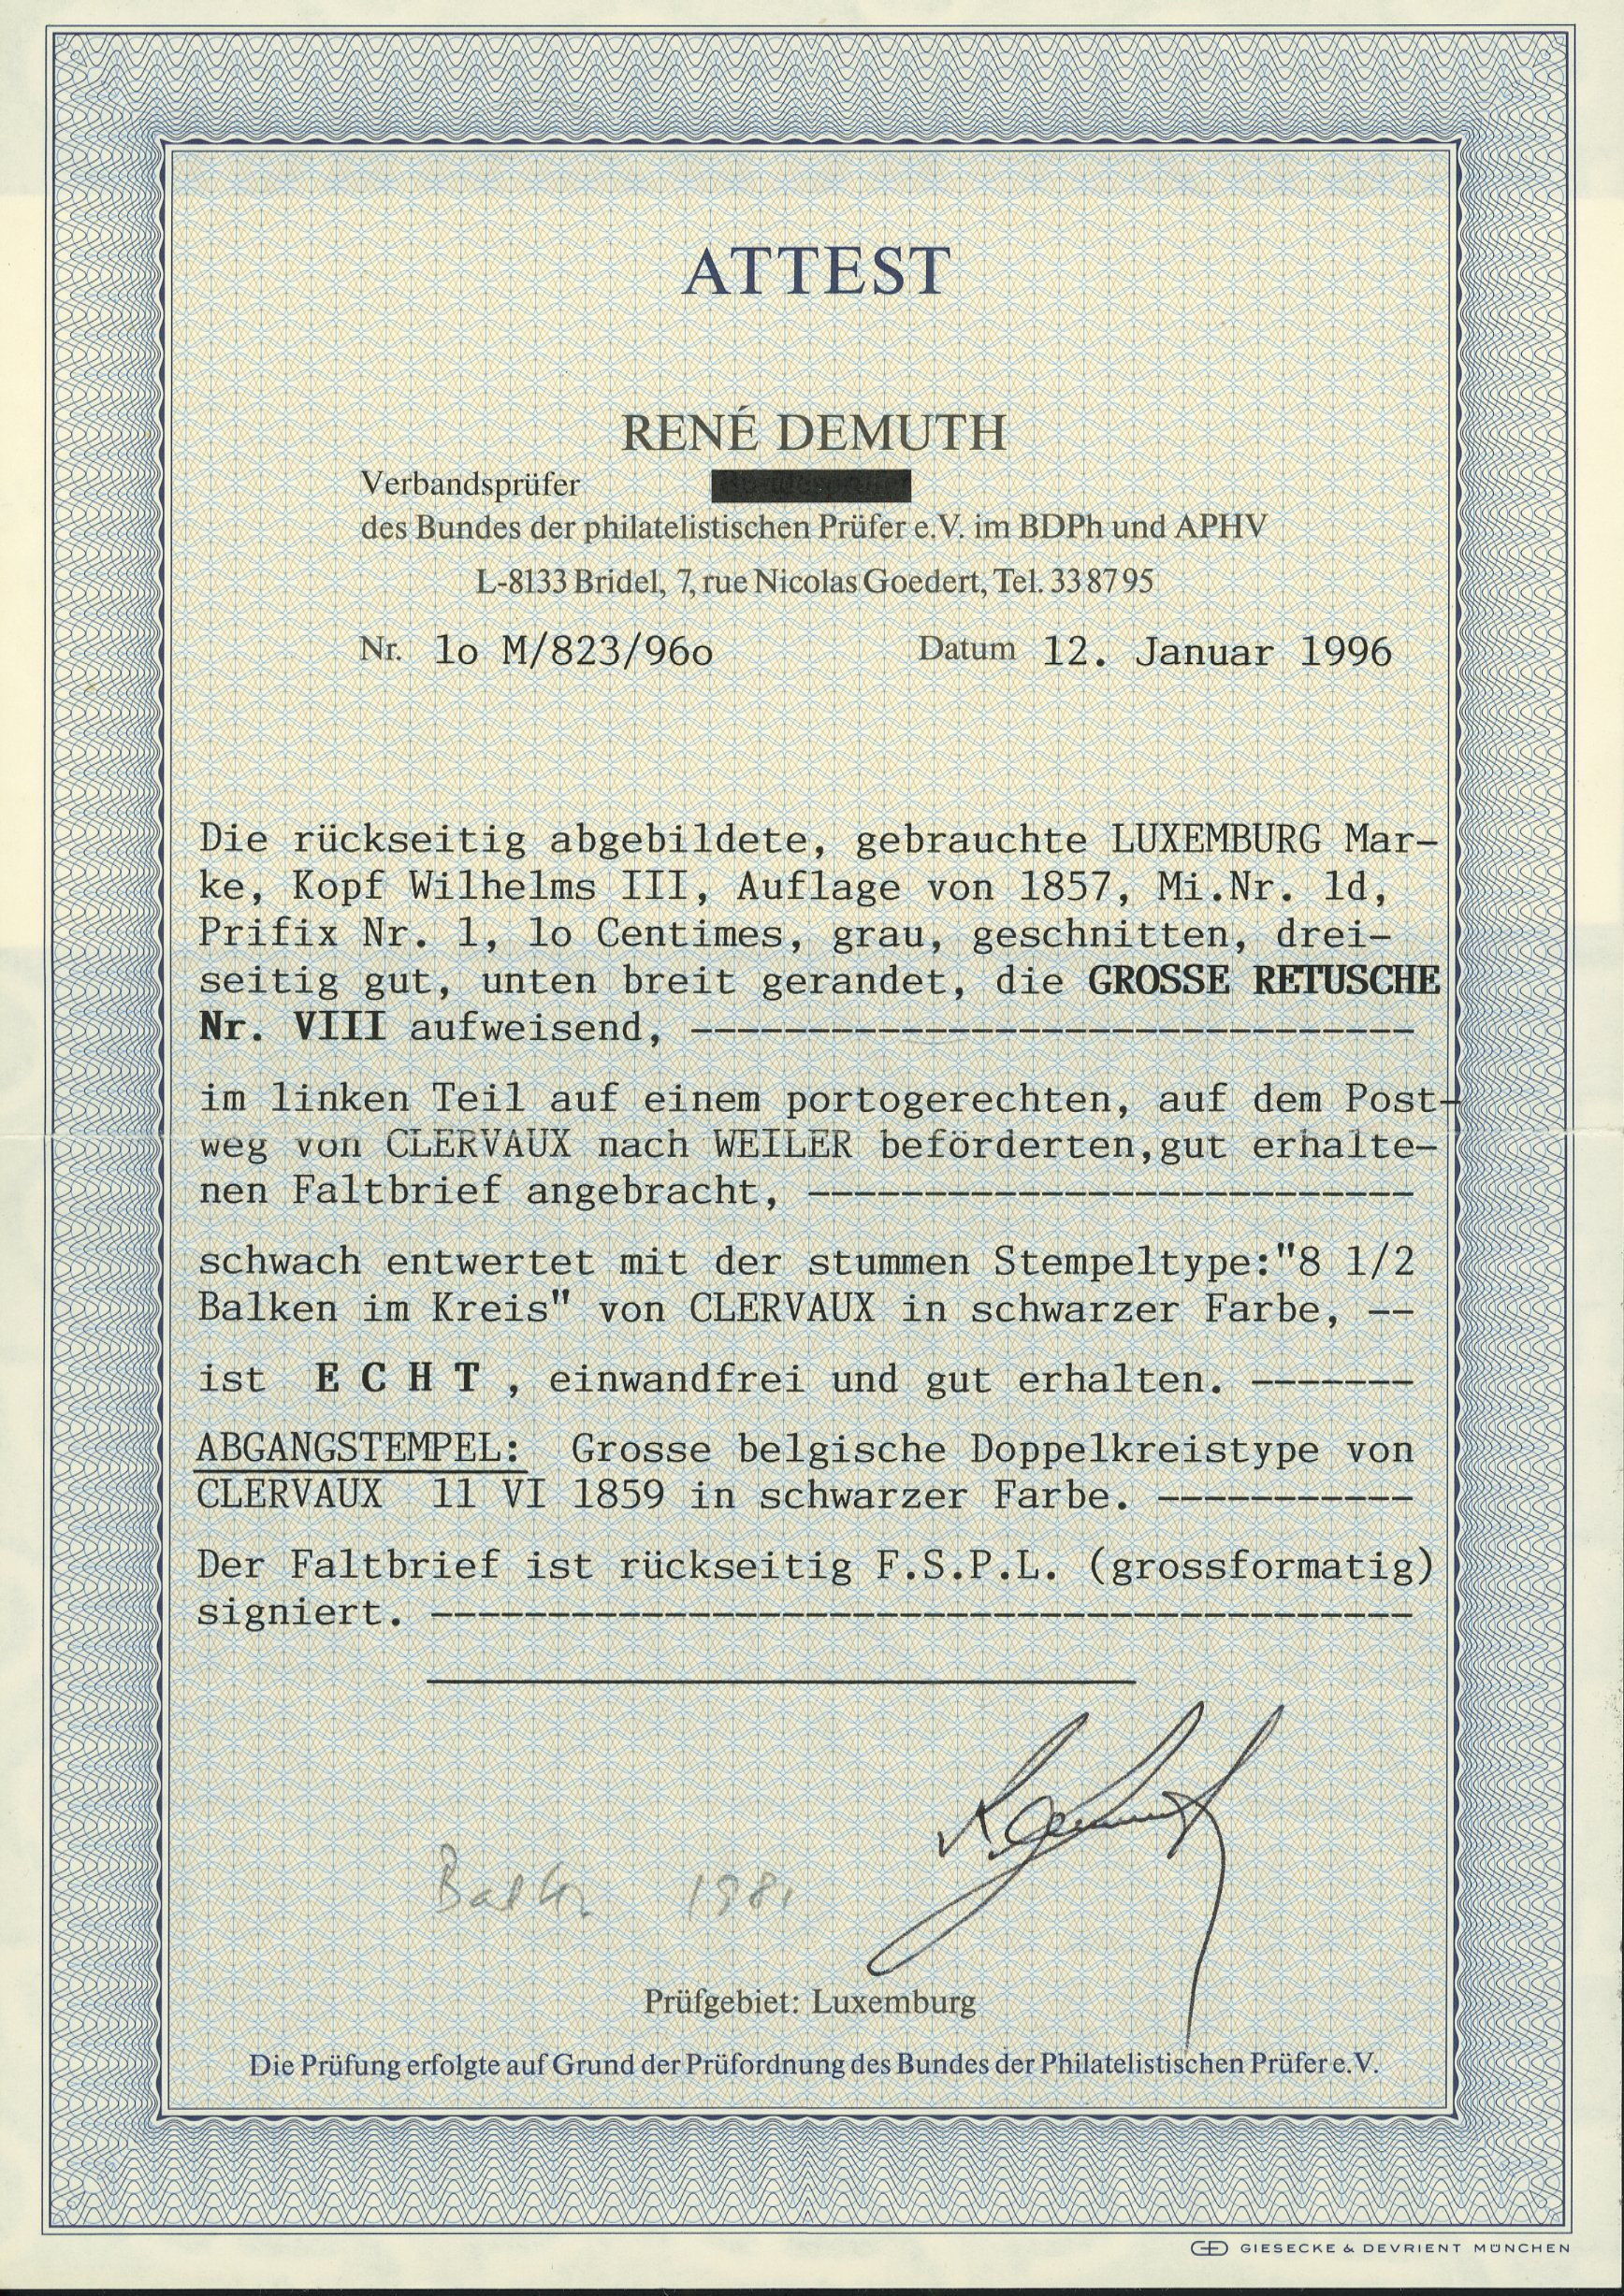 ATTEST
RENÉ DEMUTH
Verbandsprüfer
des Bundes der philatelistischen Prüfer e.V. im BDPh und APHV
L-8133 Bridel, 7, rue Nicolas Goedert, Tel. 33 87 95
Nr. lo M/823/96o Datum 12. Januar 1996
Die rückseitig abgebildete, gebrauchte LUXEMBURG Mar-
ke, Kopf Wilhelms III, Auflage von 1857, Mi.Nr. 1d,
Prifix Nr. 1, lo Centimes, grau, geschnitten, drei-
seitig gut, unten breit gerandet, die GROSSE RETUSCHE
Nr. VIII aufweisend, -------------------------------
im linken Teil auf einem portogerechten, auf dem Post-
weg von CLERVAUX nach WEILER beförderten,gut erhalte-
nen Faltbrief angebracht, --------------------------
schwach entwertet mit der stummen Stempeltype:"8 1/2
Balken im Kreis" von CLERVAUX in schwarzer Farbe, --
ist E C H T , einwandfrei und gut erhalten. -------
ABGANGSTEMPEL: Grosse belgische Doppelkreistype von
CLERVAUX 11 VI 1859 in schwarzer Farbe. -----------
Der Faltbrief ist rückseitig F.S.P.L. (grossformatig)
signiert. ------------------------------------------
Prüfgebiet: Luxemburg
Die Prüfung erfolgte auf Grund der Prüfordnung des Bundes der Philatelistischen Prüfer e.V.
GIESECKE & DEVRIENT MÜNCHEN